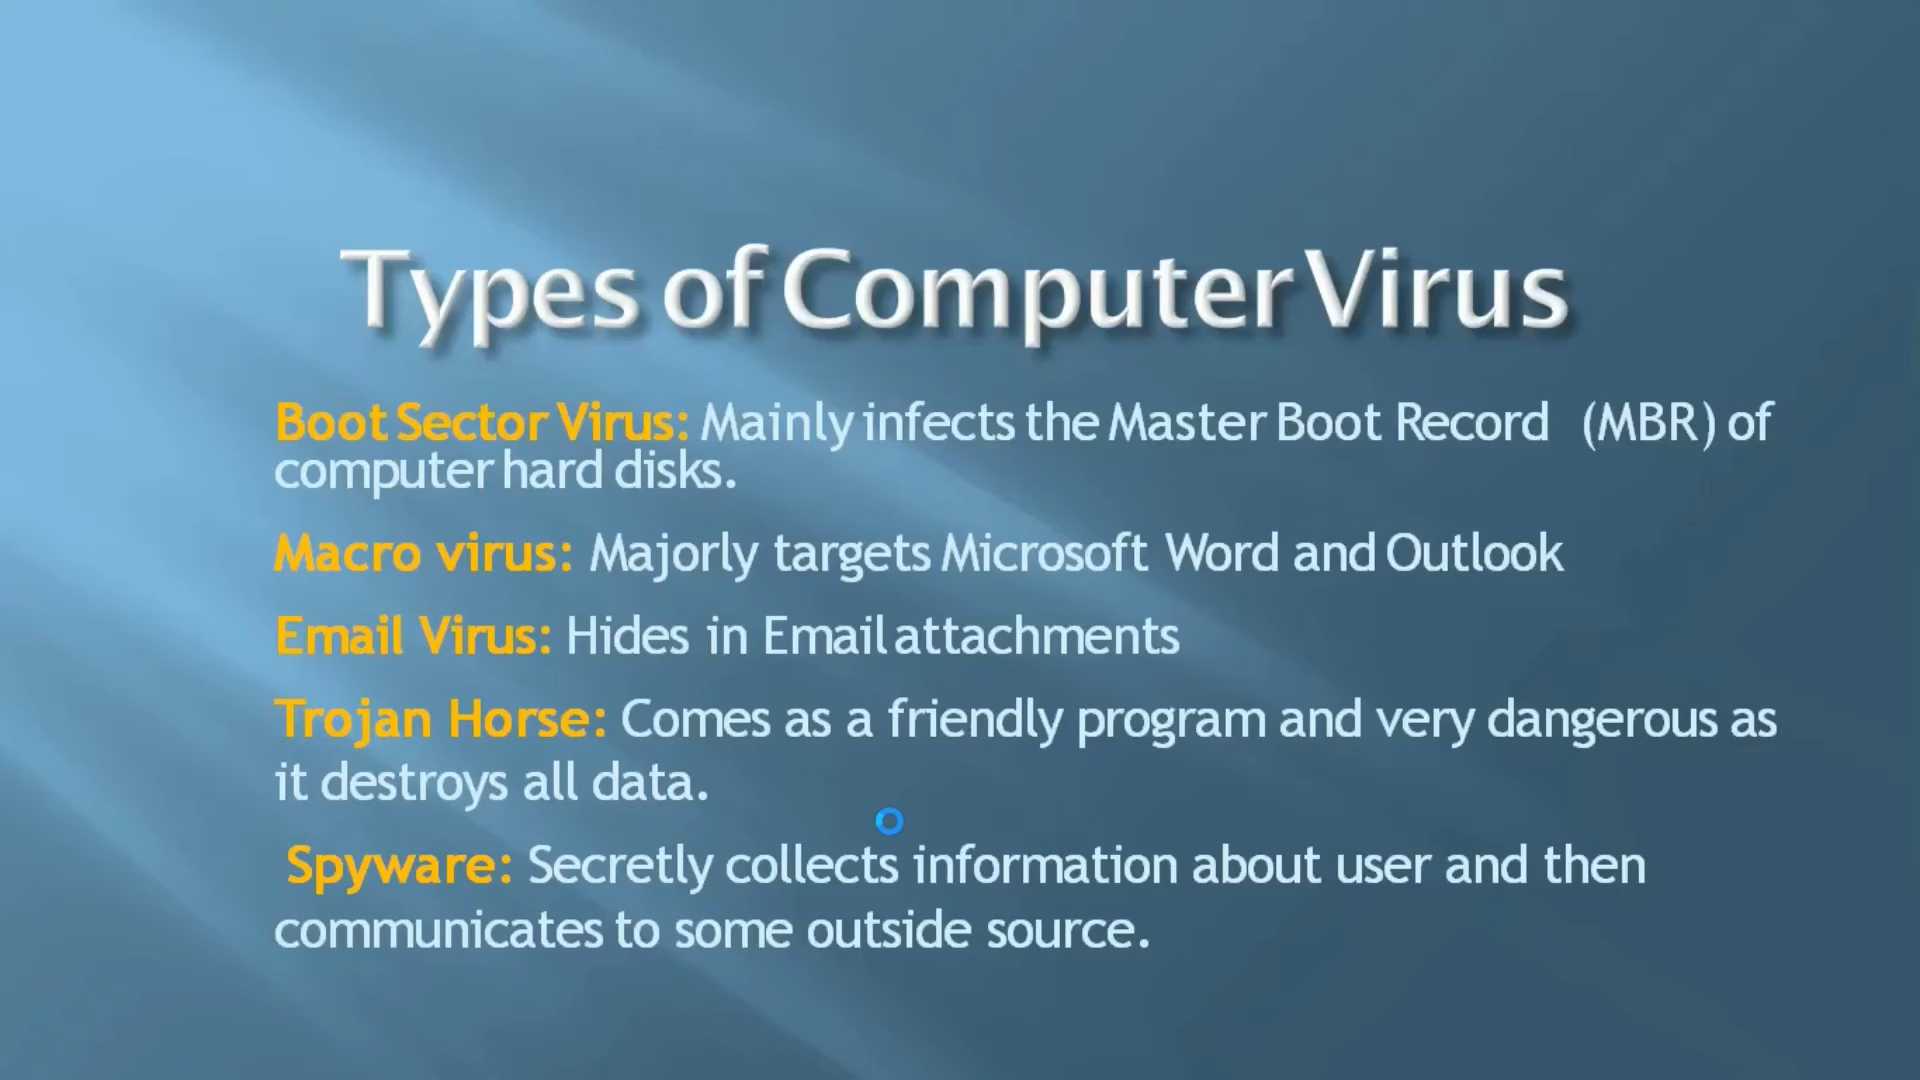 Types of Computer Virus
Boot Sector Virus: Mainly infects the Master Boot Record (MBR) of
computer hard disks.
Macro virus: Majorly targets Microsoft Word and Outlook
Email Virus: Hides in Email attachments
Trojan Horse: Comes as a friendly program and very dangerous as
it destroys all data.
Spyware: Secretly collects information about user and then
communicates to some outside source.